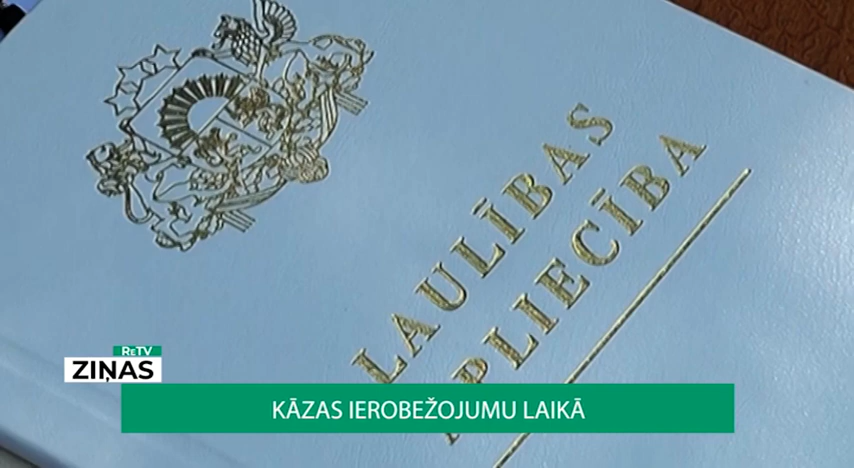 LAULĪBAS
APLIECĪBA
ReTV
ZIŅAS
KĀZAS IEROBEŽOJUMU LAIKĀ